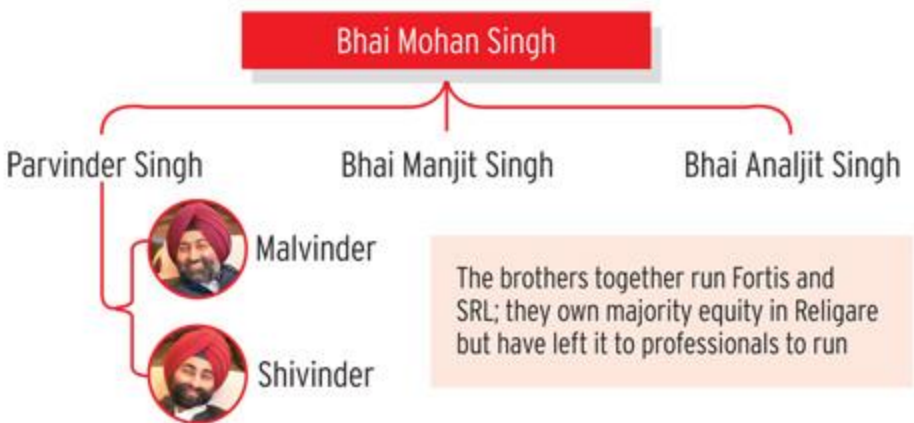 Bhai Mohan Singh
Parvinder Singh
Bhai Manjit Singh
Bhai Analjit Singh
Malvinder
Shivinder
The brothers together run Fortis and
SRL; they own majority equity in Religare
but have left it to professionals to run